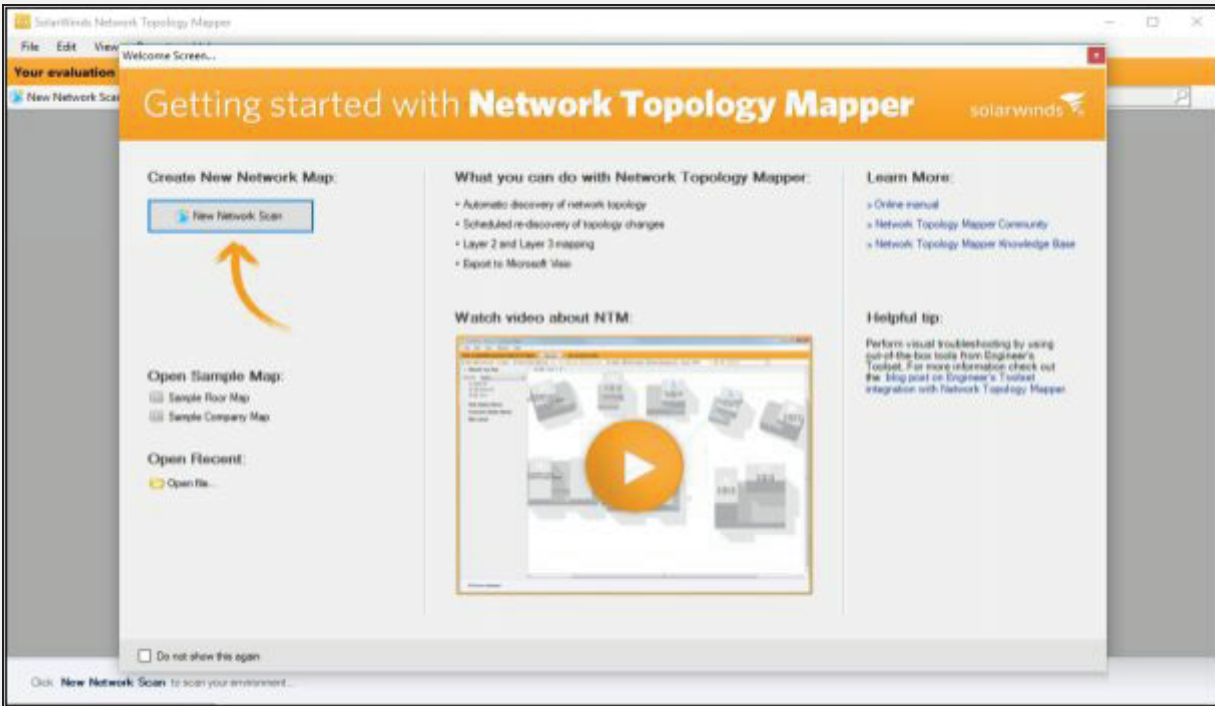 SolarWinds Network Topology Mapper
File Edit View
Welcome Screen...
Your evaluation
New Network Scan
Getting started with Network Topology Mapper
solarwinds
Create New Network Map:
New Network Scan
Open Sample Map:
Sample Floor Map
Sample Company Map
Open Recent:
Open file...
What you can do with Network Topology Mapper:
• Automatic discovery of network topology
• Scheduled re-discovery of topology changes
• Layer 2 and Layer 3 mapping
• Export to Microsoft Visio
Watch video about NTM:
Learn More:
» Online manual
» Network Topology Mapper Community
» Network Topology Mapper Knowledge Base
Helpful tip:
Perform visual troubleshooting by using
out-of-the-box tools from Engineer's
Toolset. For more information check out
the blog post on Engineer's Toolset
integration with Network Topology Mapper
Do not show this again
Click New Network Scan to scan your environment...